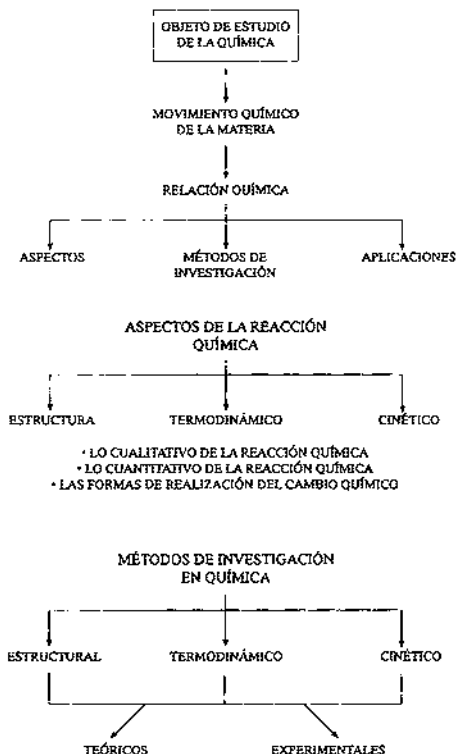 OBJETO DE ESTUDIO
DE LA QUÍMICA
MOVIMIENTO QUÍMICO
DE LA MATERIA
RELACIÓN QUÍMICA
ASPECTOS
MÉTODOS DE
INVESTIGACIÓN
APLICACIONES
ASPECTOS DE LA REACCIÓN
QUÍMICA
ESTRUCTURA
TERMODINÁMICO
CINÉTICO
• LO CUALITATIVO DE LA REACCIÓN QUÍMICA
• LO CUANTITATIVO DE LA REACCIÓN QUÍMICA
• LAS FORMAS DE REALIZACIÓN DEL CAMBIO QUÍMICO
MÉTODOS DE INVESTIGACIÓN
EN QUÍMICA
ESTRUCTURAL
TERMODINÁMICO
CINÉTICO
TEÓRICOS
EXPERIMENTALES